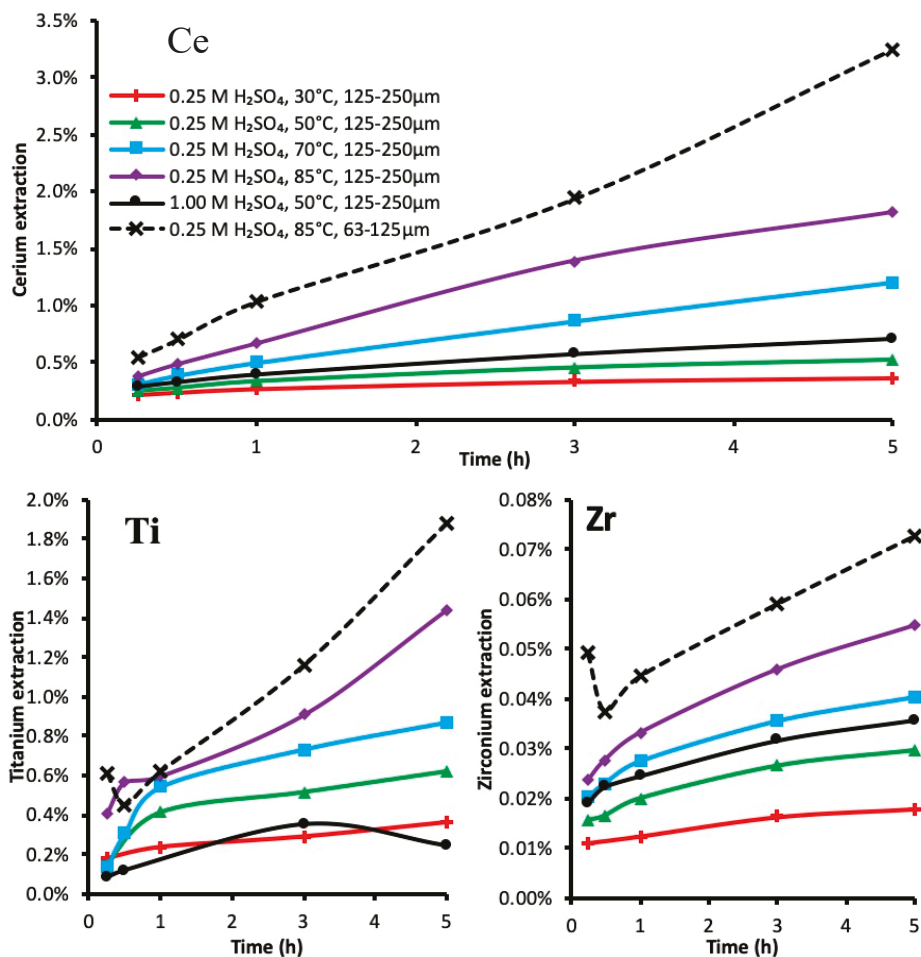 Ce
Cerium extraction
3.5%
3.0%
2.5%
2.0%
1.5%
1.0%
0.5%
0.0%
0.25 M H₂SO₄, 30°C, 125-250µm
0.25 M H₂SO₄, 50°C, 125-250µm
0.25 M H₂SO₄, 70°C, 125-250µm
0.25 M H₂SO₄, 85°C, 125-250µm
1.00 M H₂SO₄, 50°C, 125-250µm
0.25 M H₂SO₄, 85°C, 63-125µm
0 1 2 3 4 5
Time (h)
Ti
Titanium extraction
2.0%
1.8%
1.6%
1.4%
1.2%
1.0%
0.8%
0.6%
0.4%
0.2%
0.0%
0 1 2 3 4 5
Time (h)
Zr
Zirconium extraction
0.08%
0.07%
0.06%
0.05%
0.04%
0.03%
0.02%
0.01%
0.00%
0 1 2 3 4 5
Time (h)